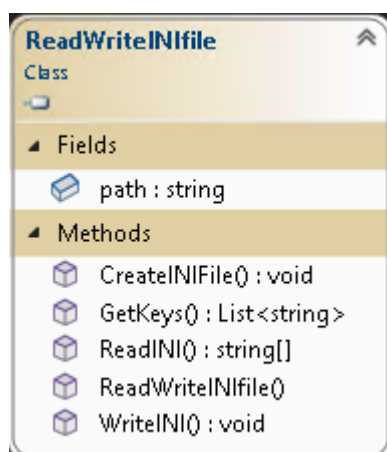 ReadWriteINIfile
Class
Fields
path : string
Methods
CreateINIFile() : void
GetKeys() : List<string>
ReadINI() : string[]
ReadWriteINIfile()
WriteINI() : void